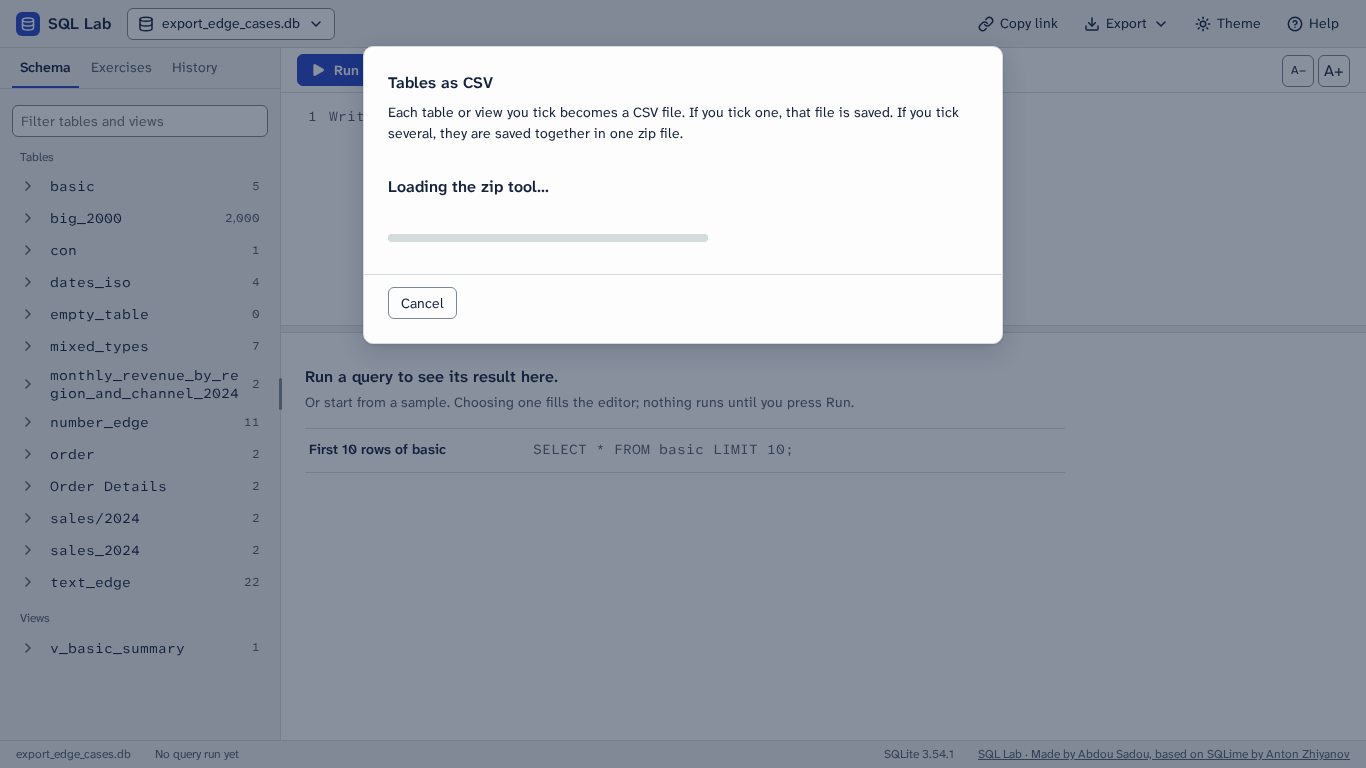 SQL Lab
export_edge_cases.db
Copy link
Export
Theme
Help
Schema
Exercises
History
Run
A−
A+
Filter tables and views
1 Writ
Tables
basic 5
big_2000 2,000
con 1
dates_iso 4
empty_table 0
mixed_types 7
monthly_revenue_by_re
gion_and_channel_2024 2
number_edge 11
order 2
Order Details 2
sales/2024 2
sales_2024 2
text_edge 22
Views
v_basic_summary 1
Tables as CSV
Each table or view you tick becomes a CSV file. If you tick one, that file is saved. If you tick
several, they are saved together in one zip file.
Loading the zip tool…
Cancel
Run a query to see its result here.
Or start from a sample. Choosing one fills the editor; nothing runs until you press Run.
First 10 rows of basic SELECT * FROM basic LIMIT 10;
export_edge_cases.db
No query run yet
SQLite 3.54.1
SQL Lab · Made by Abdou Sadou, based on SQLime by Anton Zhiyanov